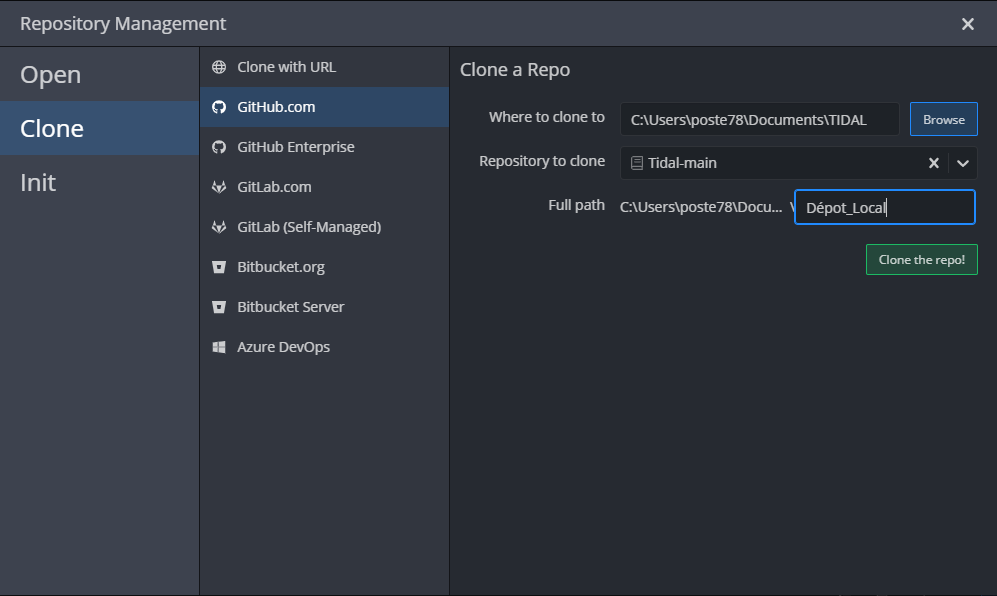 Repository Management
Open
Clone
Init
Clone with URL
GitHub.com
GitHub Enterprise
GitLab.com
GitLab (Self-Managed)
Bitbucket.org
Bitbucket Server
Azure DevOps
Clone a Repo
Where to clone to C:\Users\poste78\Documents\TIDAL Browse
Repository to clone Tidal-main
Full path C:\Users\poste78\Docu... \ Dépot_Local
Clone the repo!